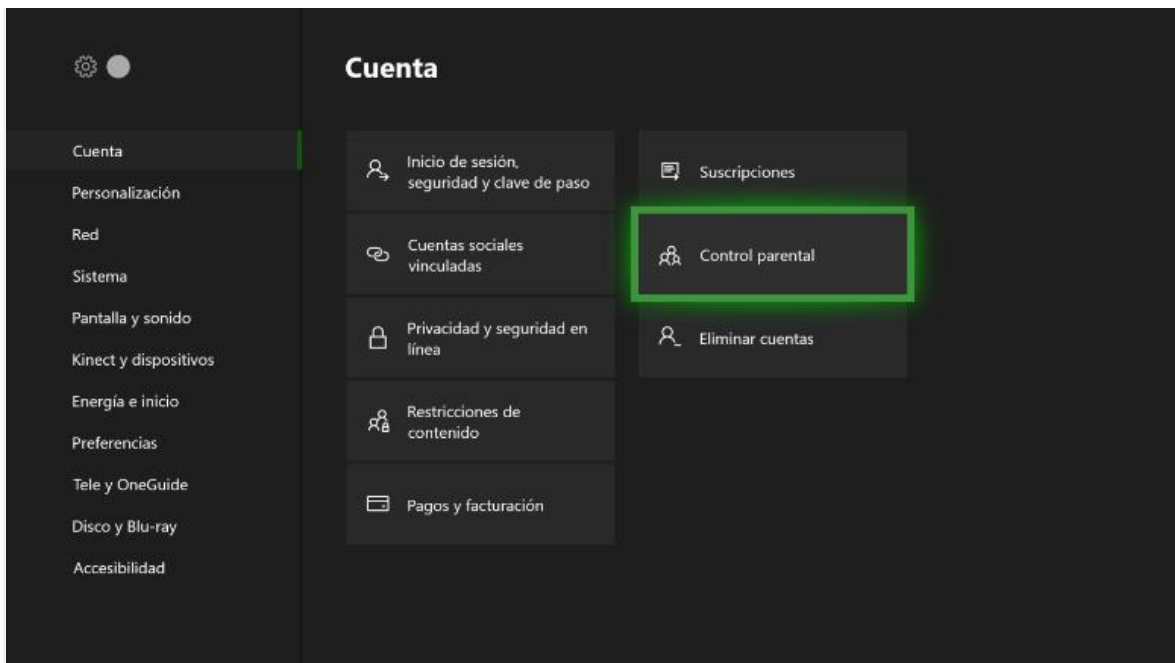 Cuenta
Cuenta
Personalización
Red
Sistema
Pantalla y sonido
Kinect y dispositivos
Energía e inicio
Preferencias
Tele y OneGuide
Disco y Blu-ray
Accesibilidad
Inicio de sesión,
seguridad y clave de paso
Cuentas sociales
vinculadas
Privacidad y seguridad en
línea
Restricciones de
contenido
Pagos y facturación
Suscripciones
Control parental
Eliminar cuentas